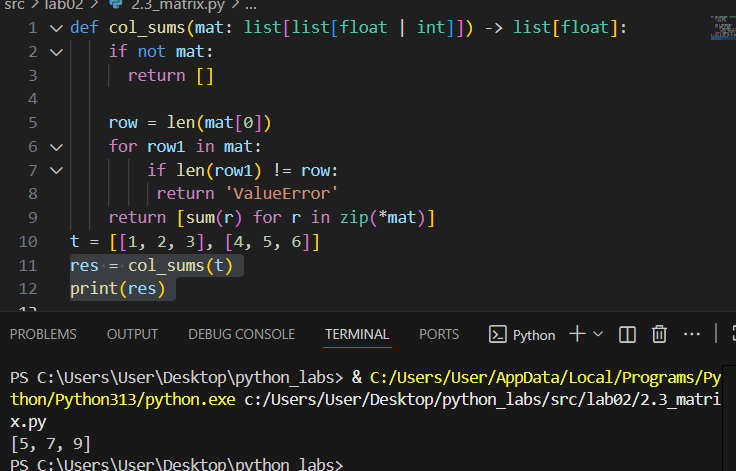 src > lab02 > 2.3_matrix.py > ...
1 def col_sums(mat: list[list[float | int]]) -> list[float]:
2     if not mat:
3       return []
4
5     row = len(mat[0])
6     for row1 in mat:
7         if len(row1) != row:
8          return 'ValueError'
9     return [sum(r) for r in zip(*mat)]
10 t = [[1, 2, 3], [4, 5, 6]]
11 res = col_sums(t)
12 print(res)
13
PROBLEMS OUTPUT DEBUG CONSOLE TERMINAL PORTS Python
PS C:\Users\User\Desktop\python_labs> & C:/Users/User/AppData/Local/Programs/Py
thon/Python313/python.exe c:/Users/User/Desktop/python_labs/src/lab02/2.3_matri
x.py
[5, 7, 9]
PS C:\Users\User\Desktop\python_labs>